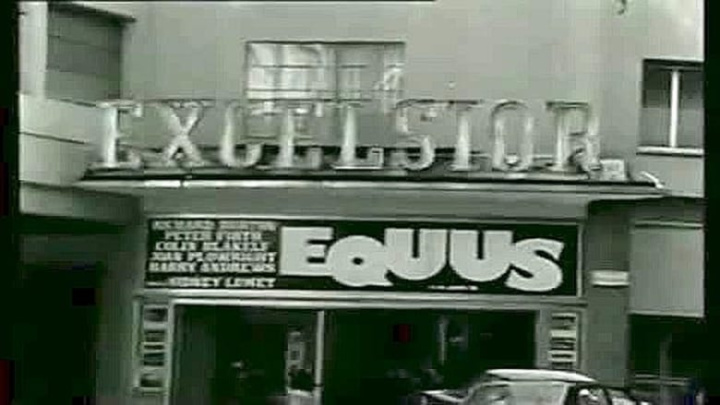 EXCELSIOR
RICHARD BURTON
PETER FIRTH
COLIN BLAKELY
JOAN PLOWRIGHT
HARRY ANDREWS
SIDNEY LUMET
EQUUS